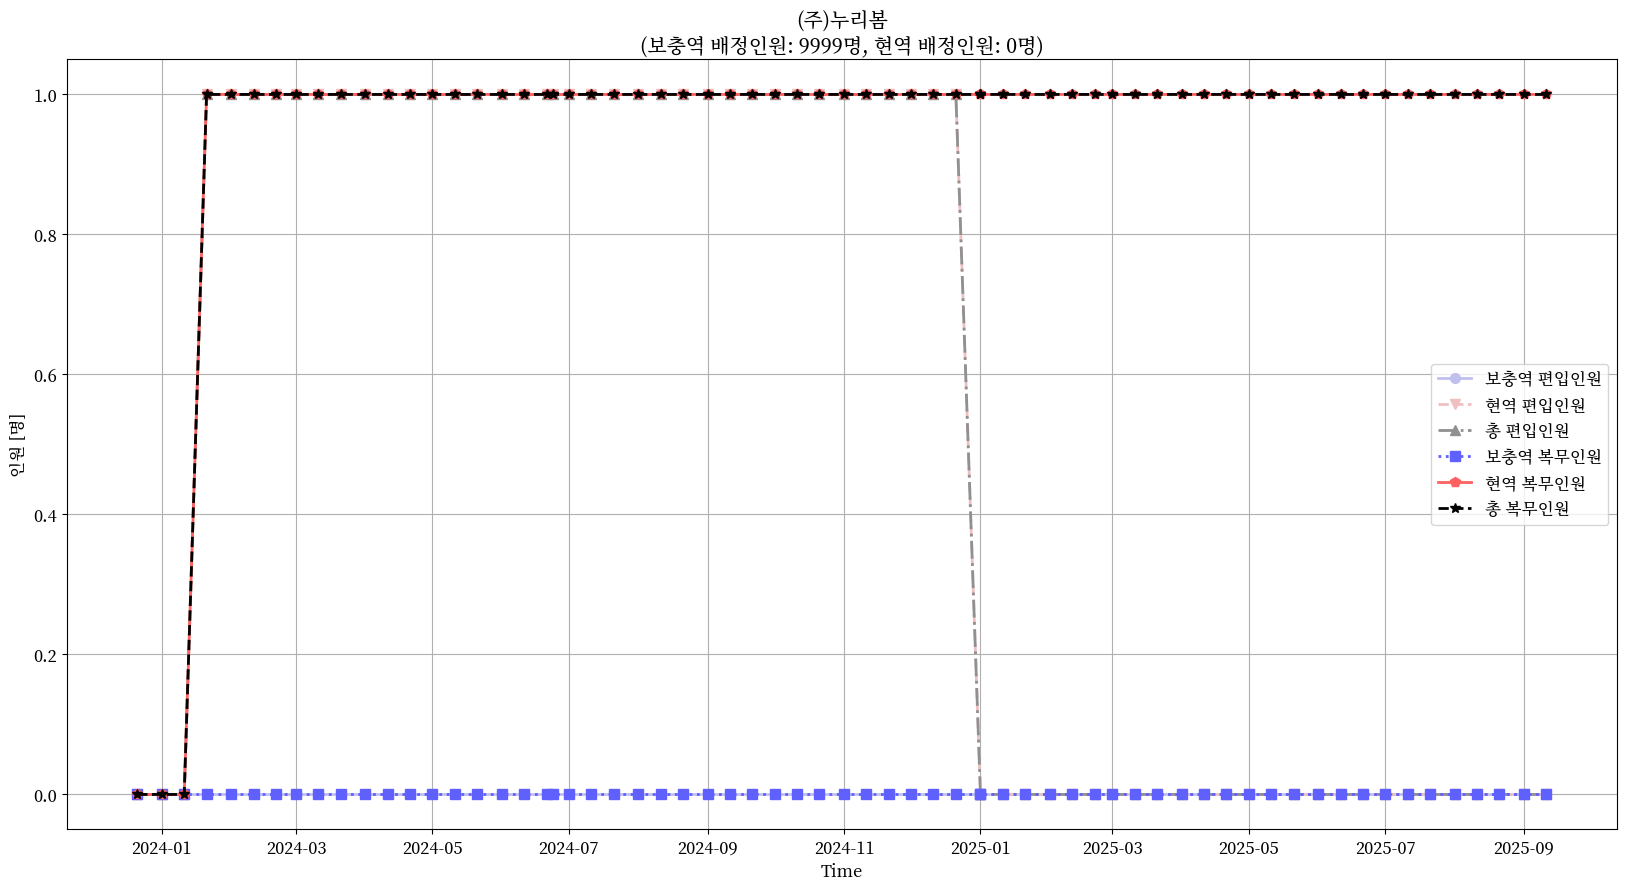 (주)누리봄
(보충역 배정인원: 9999명, 현역 배정인원: 0명)
인원 [명]
1.0
0.8
0.6
0.4
0.2
0.0
보충역 편입인원
현역 편입인원
총 편입인원
보충역 복무인원
현역 복무인원
총 복무인원
2024-01 2024-03 2024-05 2024-07 2024-09 2024-11 2025-01 2025-03 2025-05 2025-07 2025-09
Time